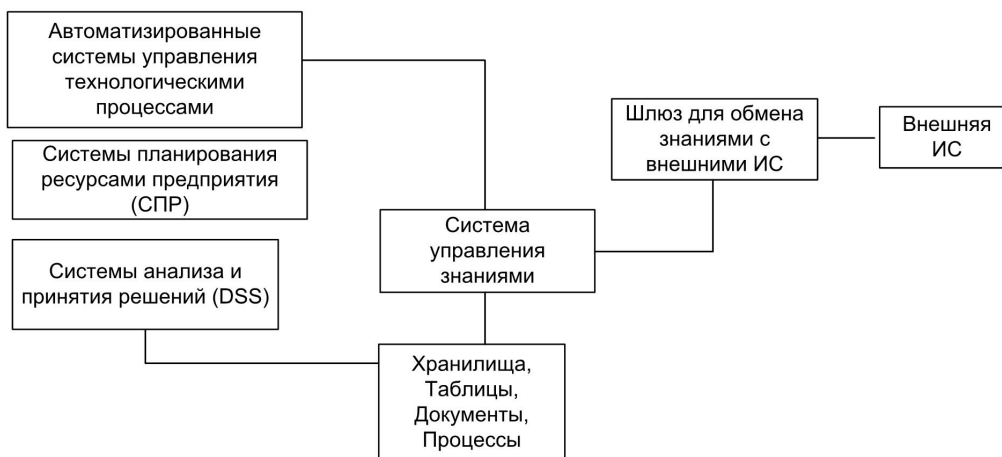 Автоматизированные
системы управления
технологическими
процессами
Системы планирования
ресурсами предприятия
(СПР)
Системы анализа и
принятия решений (DSS)
Система
управления
знаниями
Хранилища,
Таблицы,
Документы,
Процессы
Шлюз для обмена
знаниями с
внешними ИС
Внешняя
ИС